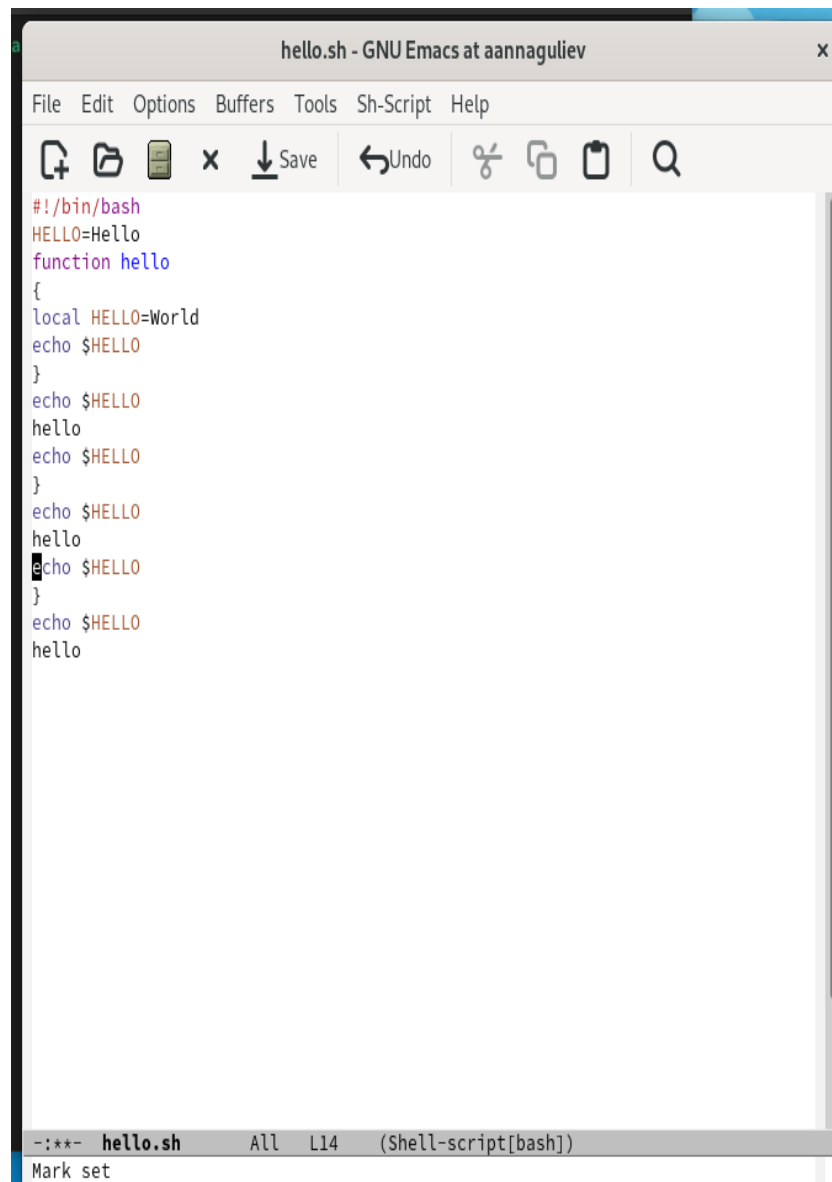 a
hello.sh - GNU Emacs at aannaguliev
x
File Edit Options Buffers Tools Sh-Script Help
Save Undo
#!/bin/bash
HELLO=Hello
function hello
{
local HELLO=World
echo $HELLO
}
echo $HELLO
hello
echo $HELLO
}
echo $HELLO
hello
echo $HELLO
}
echo $HELLO
hello
-:**- hello.sh All L14 (Shell-script[bash])
Mark set